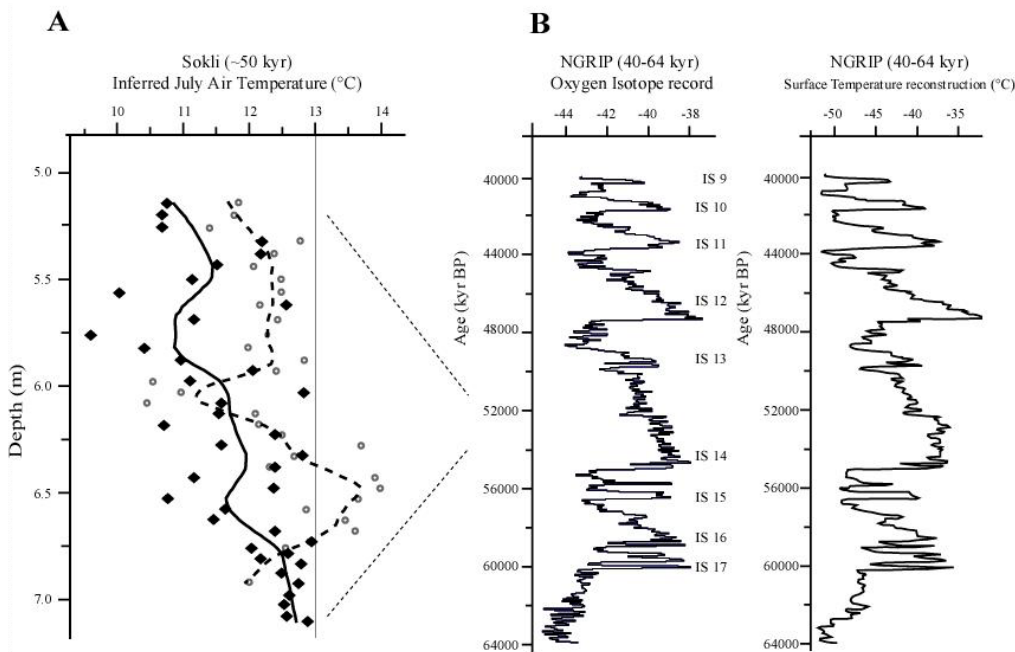 A
Sokli (~50 kyr)
Inferred July Air Temperature (°C)
10 11 12 13 14
Depth (m)
5.0
5.5
6.0
6.5
7.0
B
NGRIP (40-64 kyr)
Oxygen Isotope record
-44 -42 -40 -38
Age (kyr BP)
40000
44000
48000
52000
56000
60000
64000
IS 9
IS 10
IS 11
IS 12
IS 13
IS 14
IS 15
IS 16
IS 17
NGRIP (40-64 kyr)
Surface Temperature reconstruction (°C)
-50 -45 -40 -35
Age (kyr BP)
40000
44000
48000
52000
56000
60000
64000